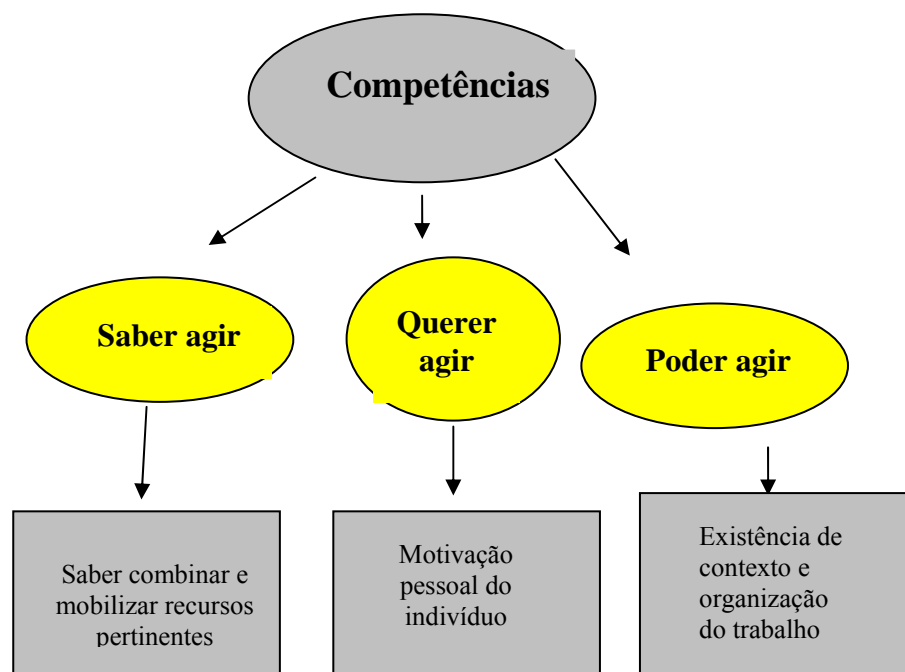 Competências
Saber agir
Querer
agir
Poder agir
Saber combinar e
mobilizar recursos
pertinentes
Motivação
pessoal do
indivíduo
Existência de
contexto e
organização
do trabalho